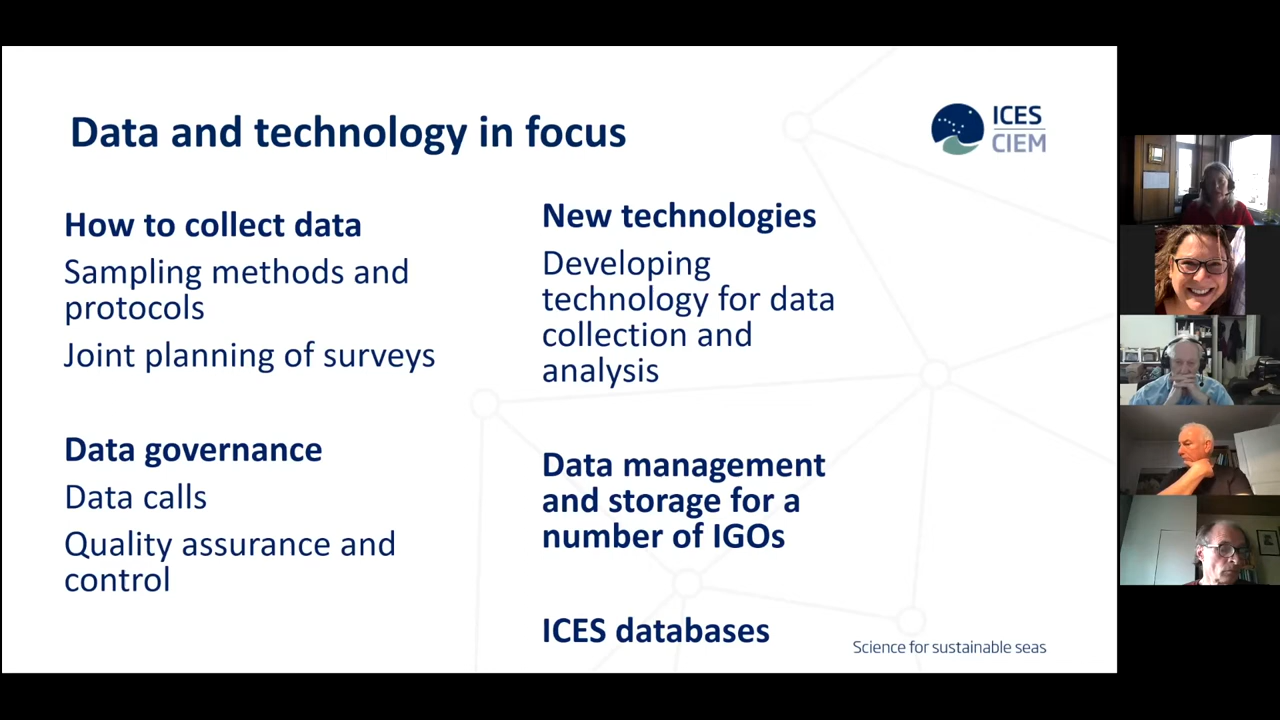 Data and technology in focus
ICES
CIEM
How to collect data
Sampling methods and
protocols
Joint planning of surveys
Data governance
Data calls
Quality assurance and
control
New technologies
Developing
technology for data
collection and
analysis
Data management
and storage for a
number of IGOs
ICES databases
Science for sustainable seas